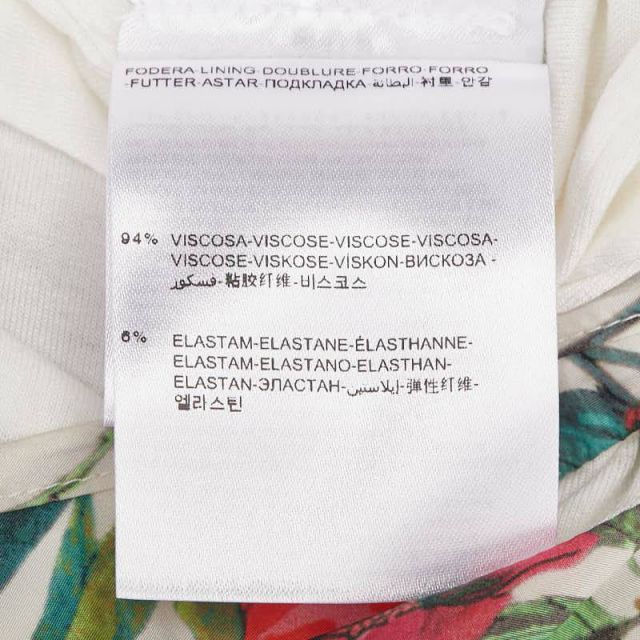 FODERA-LINING-DOUBLURE-FORRO-FORRO
-FUTTER-ASTAR-ПОДКЛАДКА-البطانة-衬里-안감
94% VISCOSA-VISCOSE-VISCOSE-VISCOSA-
VISCOSE-VISKOSE-VİSKON-ВИСКОЗА -
فسكوز-粘胶纤维-비스코스
6% ELASTAM-ELASTANE-ÉLASTHANNE-
ELASTAM-ELASTANO-ELASTHAN-
ELASTAN-ЭЛАСТАН-إيلاستين-弹性纤维-
엘라스틴